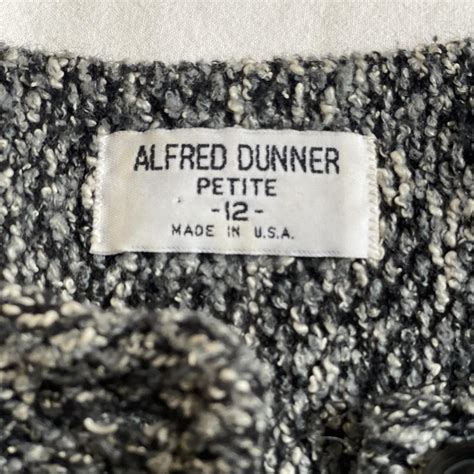 ALFRED DUNNER
PETITE
-12-
MADE IN U.S.A.